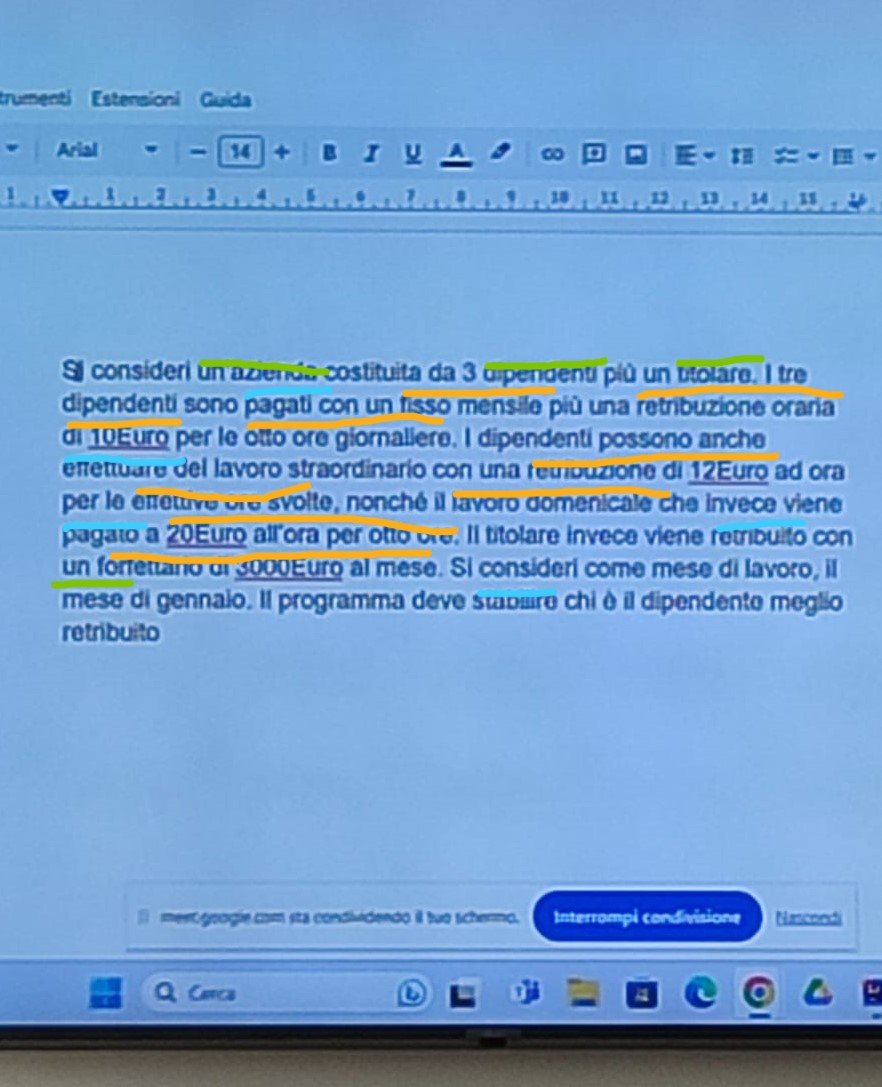 trumenti Estensioni Guida
Arial 14 B I U A
1 1 2 3 4 5 6 7 8 9 10 11 12 13 14 15 16
Si consideri un azienda costituita da 3 dipendenti più un titolare. I tre
dipendenti sono pagati con un fisso mensile più una retribuzione oraria
di 10Euro per le otto ore giornaliere. I dipendenti possono anche
effettuare del lavoro straordinario con una retribuzione di 12Euro ad ora
per le effettive ore svolte, nonché il lavoro domenicale che invece viene
pagato a 20Euro all'ora per otto ore. Il titolare invece viene retribuito con
un forfettario di 3000Euro al mese. Si consideri come mese di lavoro, il
mese di gennaio. Il programma deve stabilire chi è il dipendente meglio
retribuito
meet.google.com sta condividendo il tuo schermo. Interrompi condivisione Nascondi
Cerca